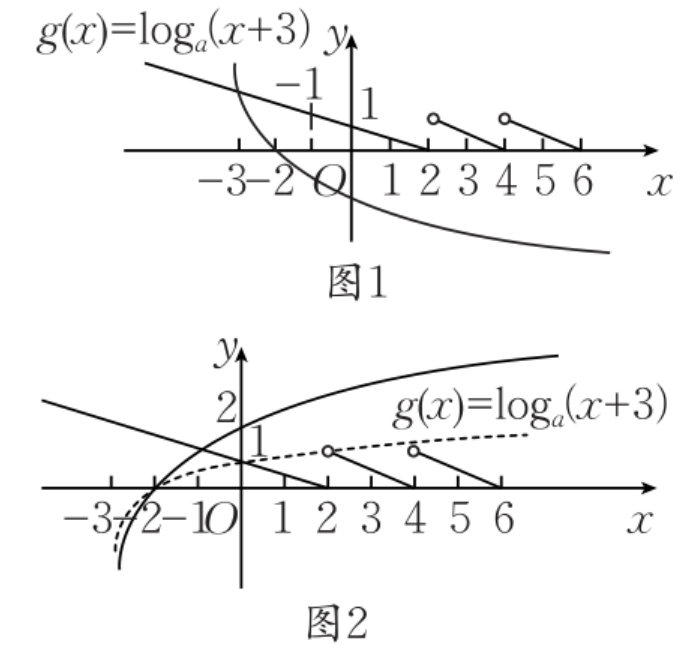 g(x)=logₐ(x+3) y
−1 1
−3 −2 O 1 2 3 4 5 6 x
图1
y
2 g(x)=logₐ(x+3)
1
−3 −2 −1 O 1 2 3 4 5 6 x
图2